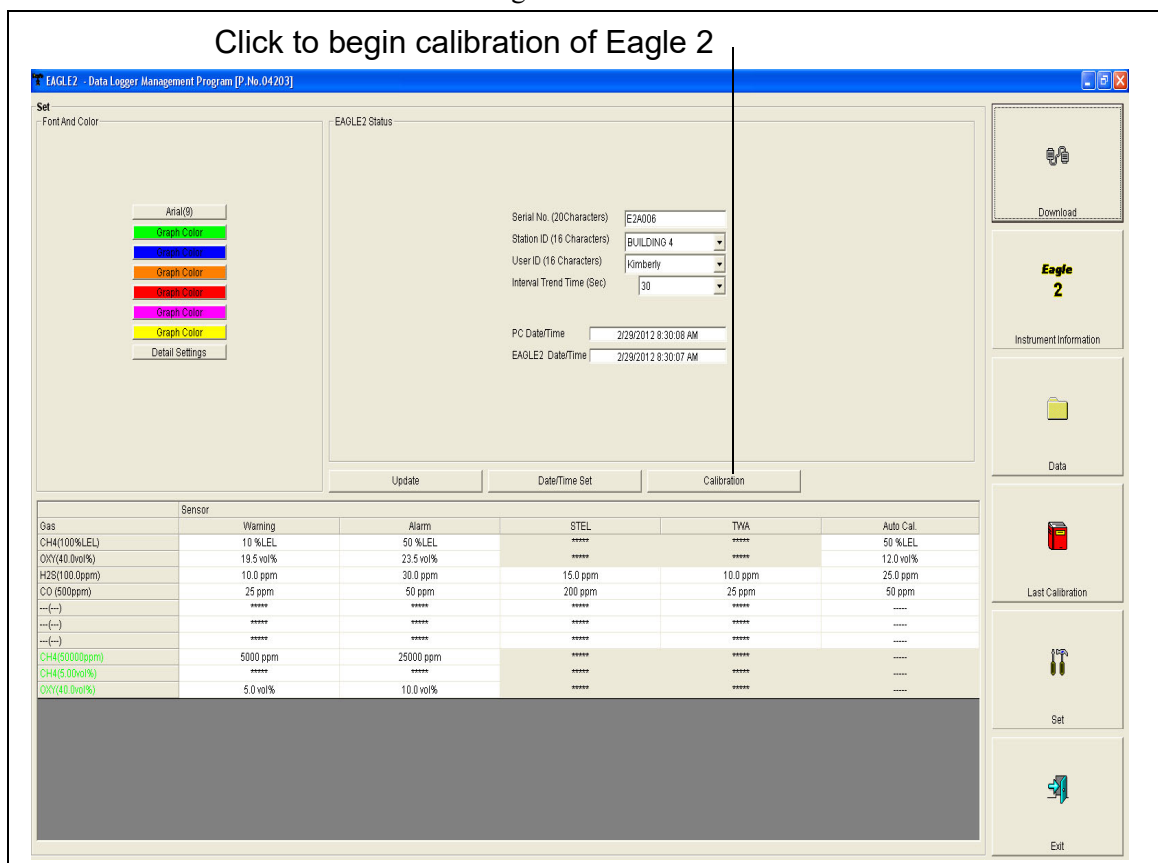 Click to begin calibration of Eagle 2
EAGLE2 - Data Logger Management Program [P.No.04203]
Set
Font And Color
EAGLE2 Status
Arial(9)
Graph Color
Graph Color
Graph Color
Graph Color
Graph Color
Graph Color
Detail Settings
Serial No. (20Characters) E2A006
Station ID (16 Characters) BUILDING 4
User ID (16 Characters) Kimberly
Interval Trend Time (Sec) 30
PC Date/Time 2/29/2012 8:30:08 AM
EAGLE2 Date/Time 2/29/2012 8:30:07 AM
Update Date/Time Set Calibration
Sensor
Gas Warning Alarm STEL TWA Auto Cal.
CH4(100%LEL) 10 %LEL 50 %LEL ***** ***** 50 %LEL
OXY(40.0vol%) 19.5 vol% 23.5 vol% ***** ***** 12.0 vol%
H2S(100.0ppm) 10.0 ppm 30.0 ppm 15.0 ppm 10.0 ppm 25.0 ppm
CO (500ppm) 25 ppm 50 ppm 200 ppm 25 ppm 50 ppm
---(---) ***** ***** ***** ***** -----
---(---) ***** ***** ***** ***** -----
---(---) ***** ***** ***** ***** -----
CH4(50000ppm) 5000 ppm 25000 ppm ***** ***** -----
CH4(5.00vol%) ***** ***** ***** ***** -----
OXY(40.0vol%) 5.0 vol% 10.0 vol% ***** ***** -----
Download
Eagle
2
Instrument Information
Data
Last Calibration
Set
Exit